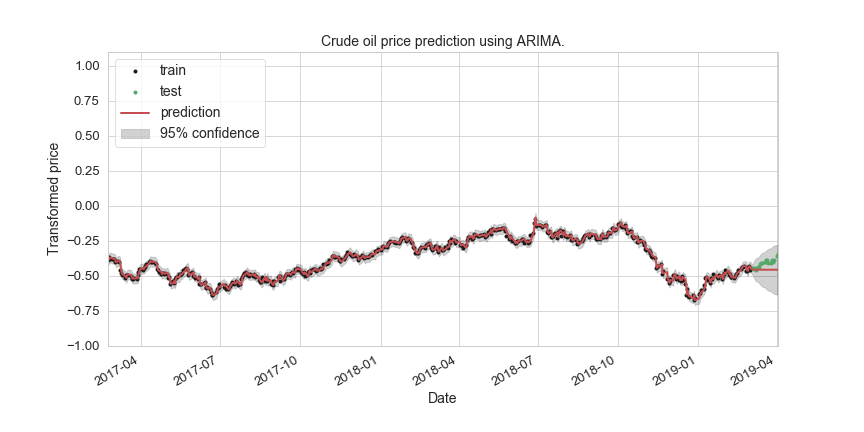 Crude oil price prediction using ARIMA.
train
test
prediction
95% confidence
Transformed price
1.00
0.75
0.50
0.25
0.00
−0.25
−0.50
−0.75
−1.00
2017-04
2017-07
2017-10
2018-01
2018-04
2018-07
2018-10
2019-01
2019-04
Date